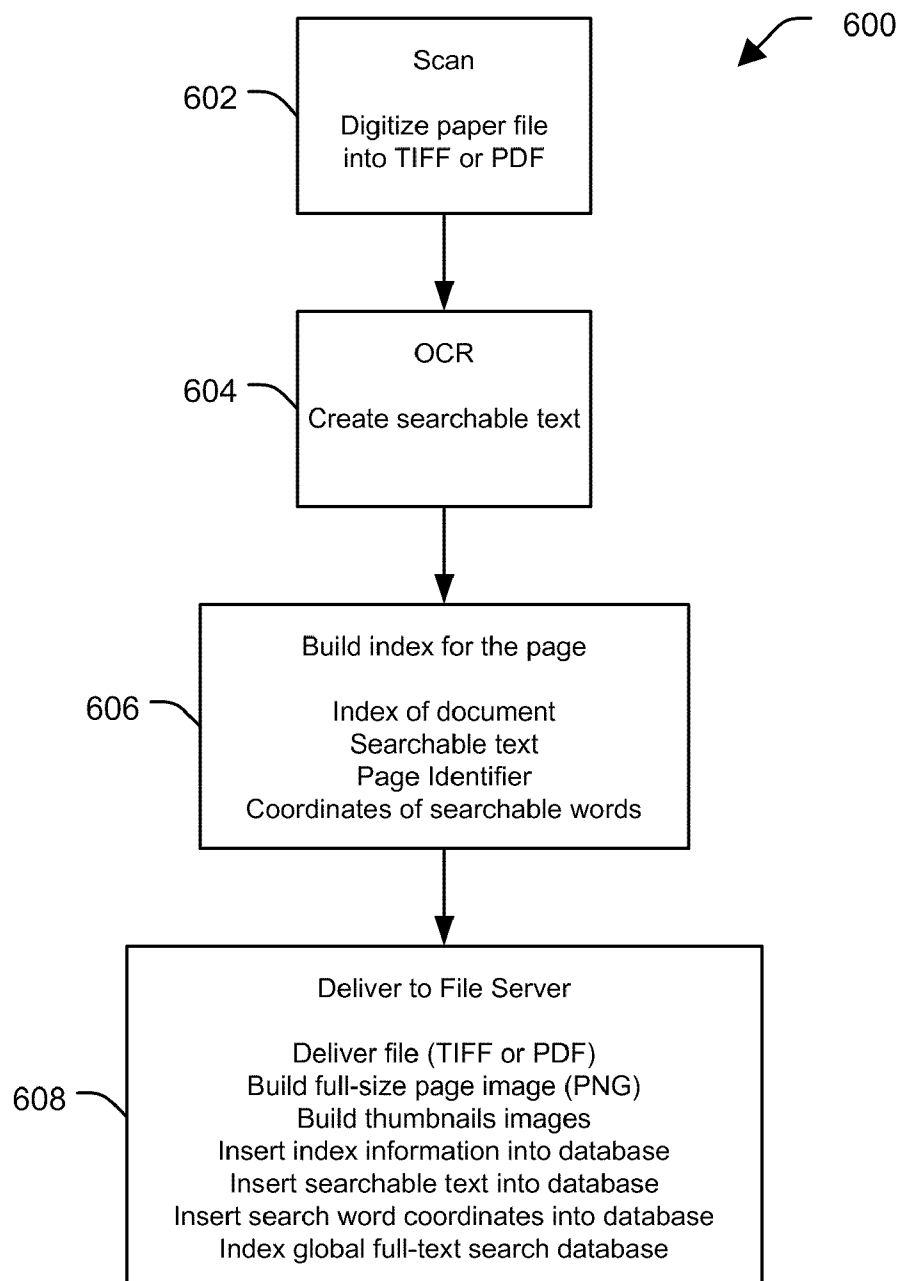 600
Scan
602
Digitize paper file
into TIFF or PDF
OCR
604
Create searchable text
Build index for the page
606
Index of document
Searchable text
Page Identifier
Coordinates of searchable words
Deliver to File Server
Deliver file (TIFF or PDF)
608
Build full-size page image (PNG)
Build thumbnails images
Insert index information into database
Insert searchable text into database
Insert search word coordinates into database
Index global full-text search database